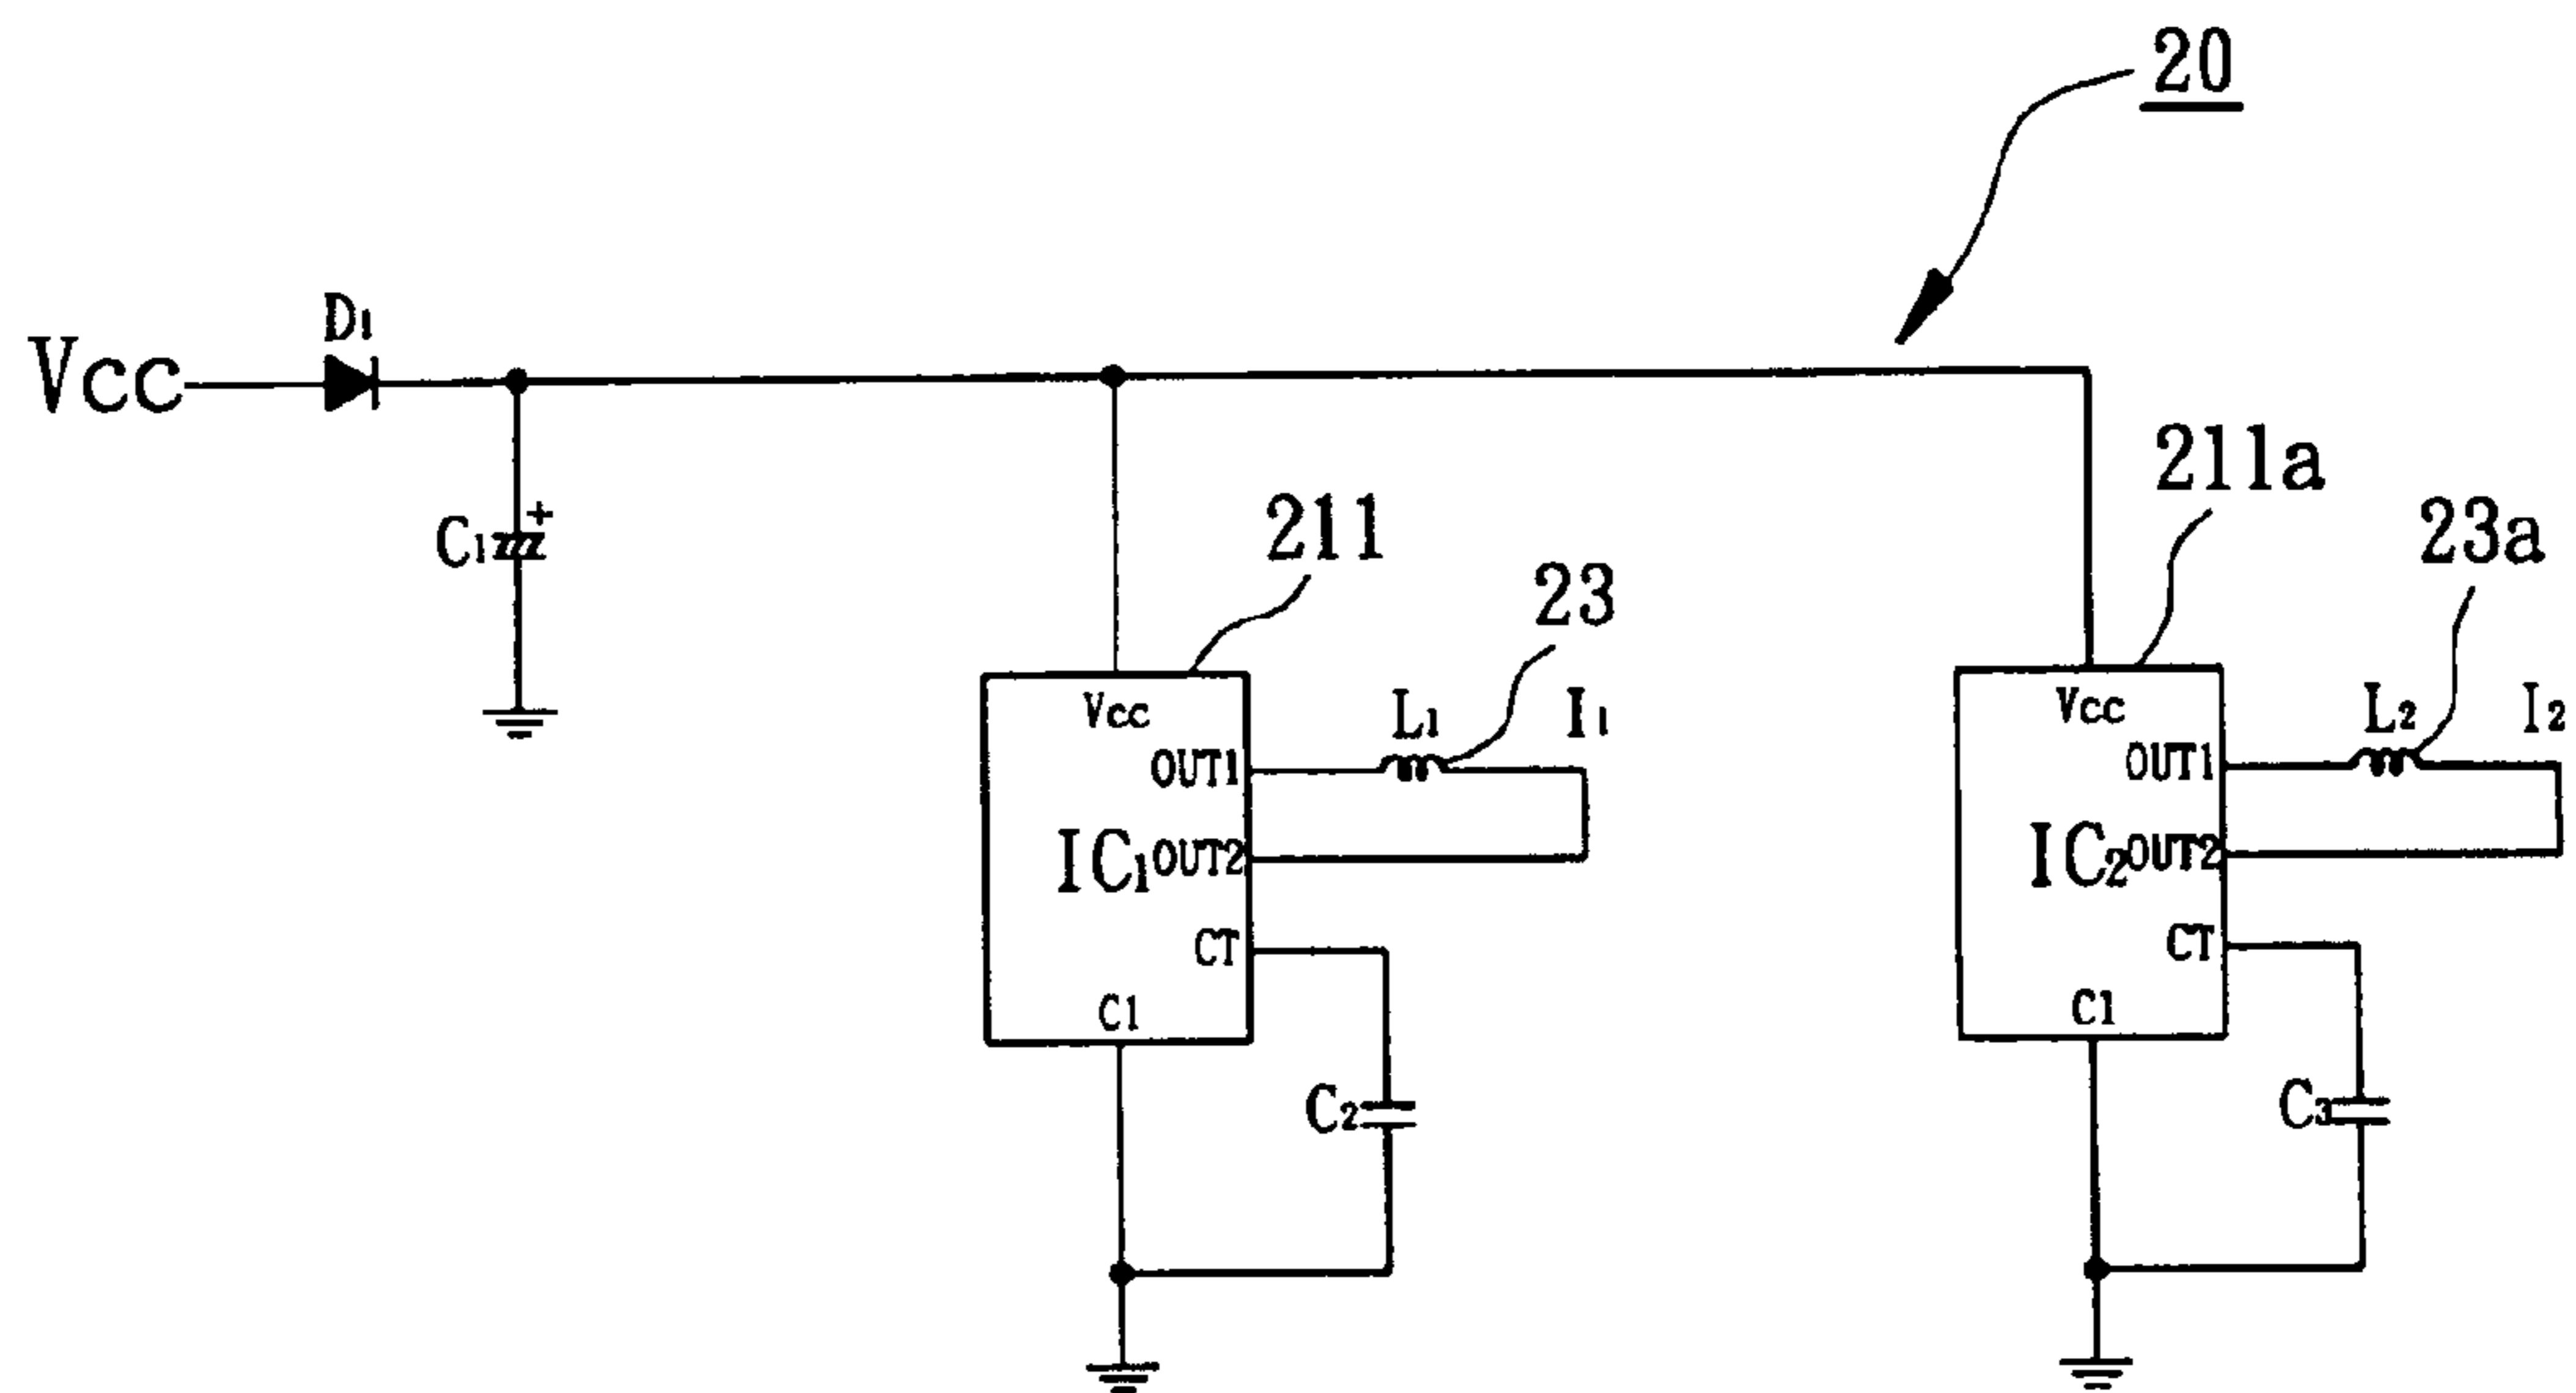 20
D1
VCC
211a
C1 +
211
23a
23
VCC
L1
I1
VCC
L2
I2
OUT1
OUT1
IC1
OUT2
IC2
OUT2
CT
CT
C1
C1
C2
C3